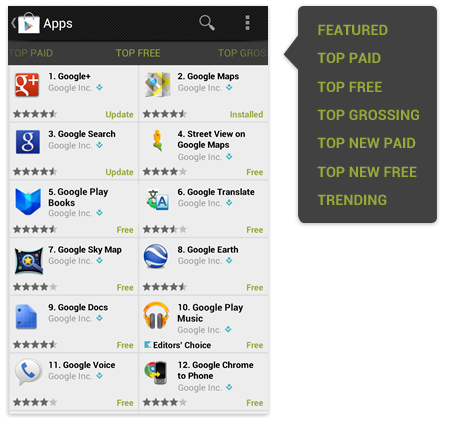 Apps
TOP PAID
TOP FREE
TOP GROSS
1. Google+
Google Inc.
Update
2. Google Maps
Google Inc.
Installed
3. Google Search
Google Inc.
Update
4. Street View on
Google Maps
Google Inc.
Free
5. Google Play
Books
Google Inc.
Free
6. Google Translate
Google Inc.
Free
7. Google Sky Map
Google Inc.
Free
8. Google Earth
Google Inc.
Free
9. Google Docs
Google Inc.
Free
10. Google Play
Music
Google Inc.
Editors' Choice
Free
11. Google Voice
Google Inc.
Free
12. Google Chrome
to Phone
Google Inc.
Free
FEATURED
TOP PAID
TOP FREE
TOP GROSSING
TOP NEW PAID
TOP NEW FREE
TRENDING